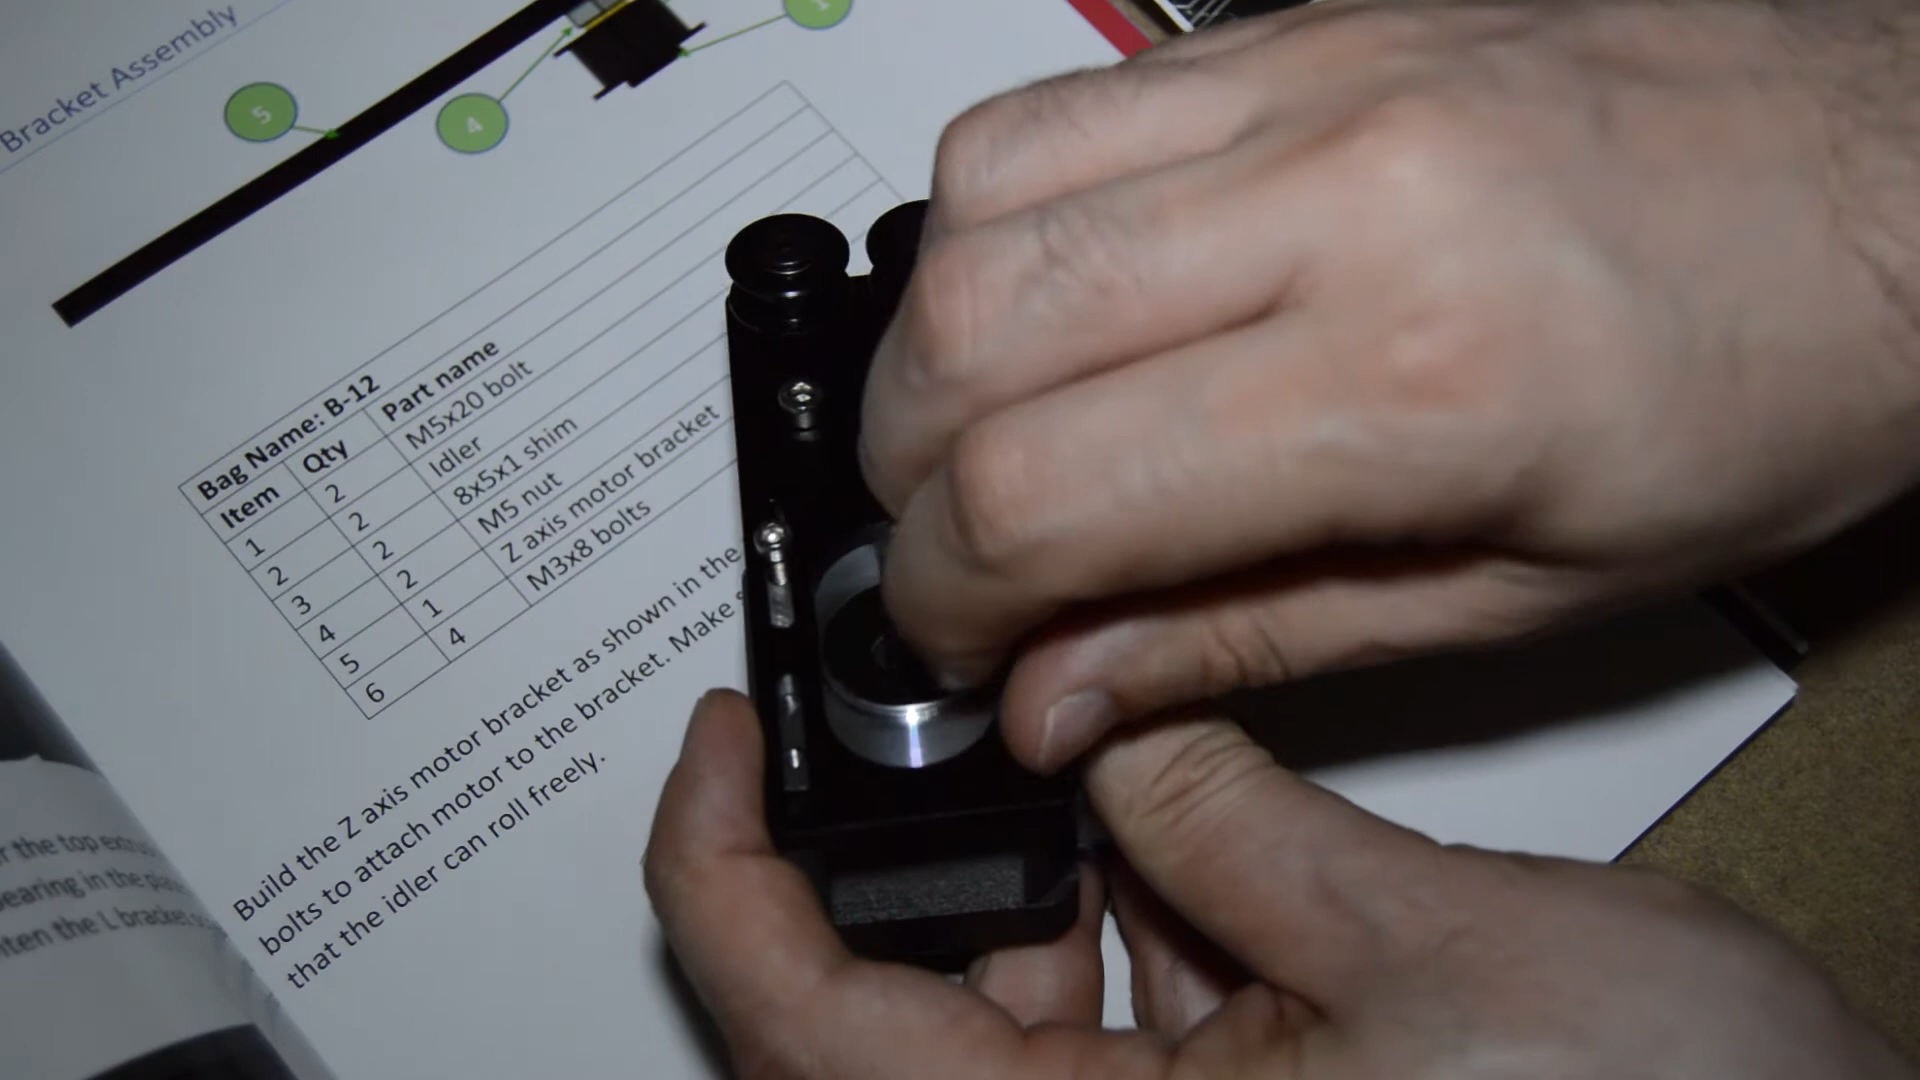 Bracket Assembly
1
5
4
Bag Name: B-12
Item Qty Part name
1 2 M5x20 bolt
2 2 Idler
3 2 8x5x1 shim
4 2 M5 nut
5 1 Z axis motor bracket
6 4 M3x8 bolts
Build the Z axis motor bracket as shown in the
bolts to attach motor to the bracket. Make
that the idler can roll freely.
the top
bearing in the
the L bracket